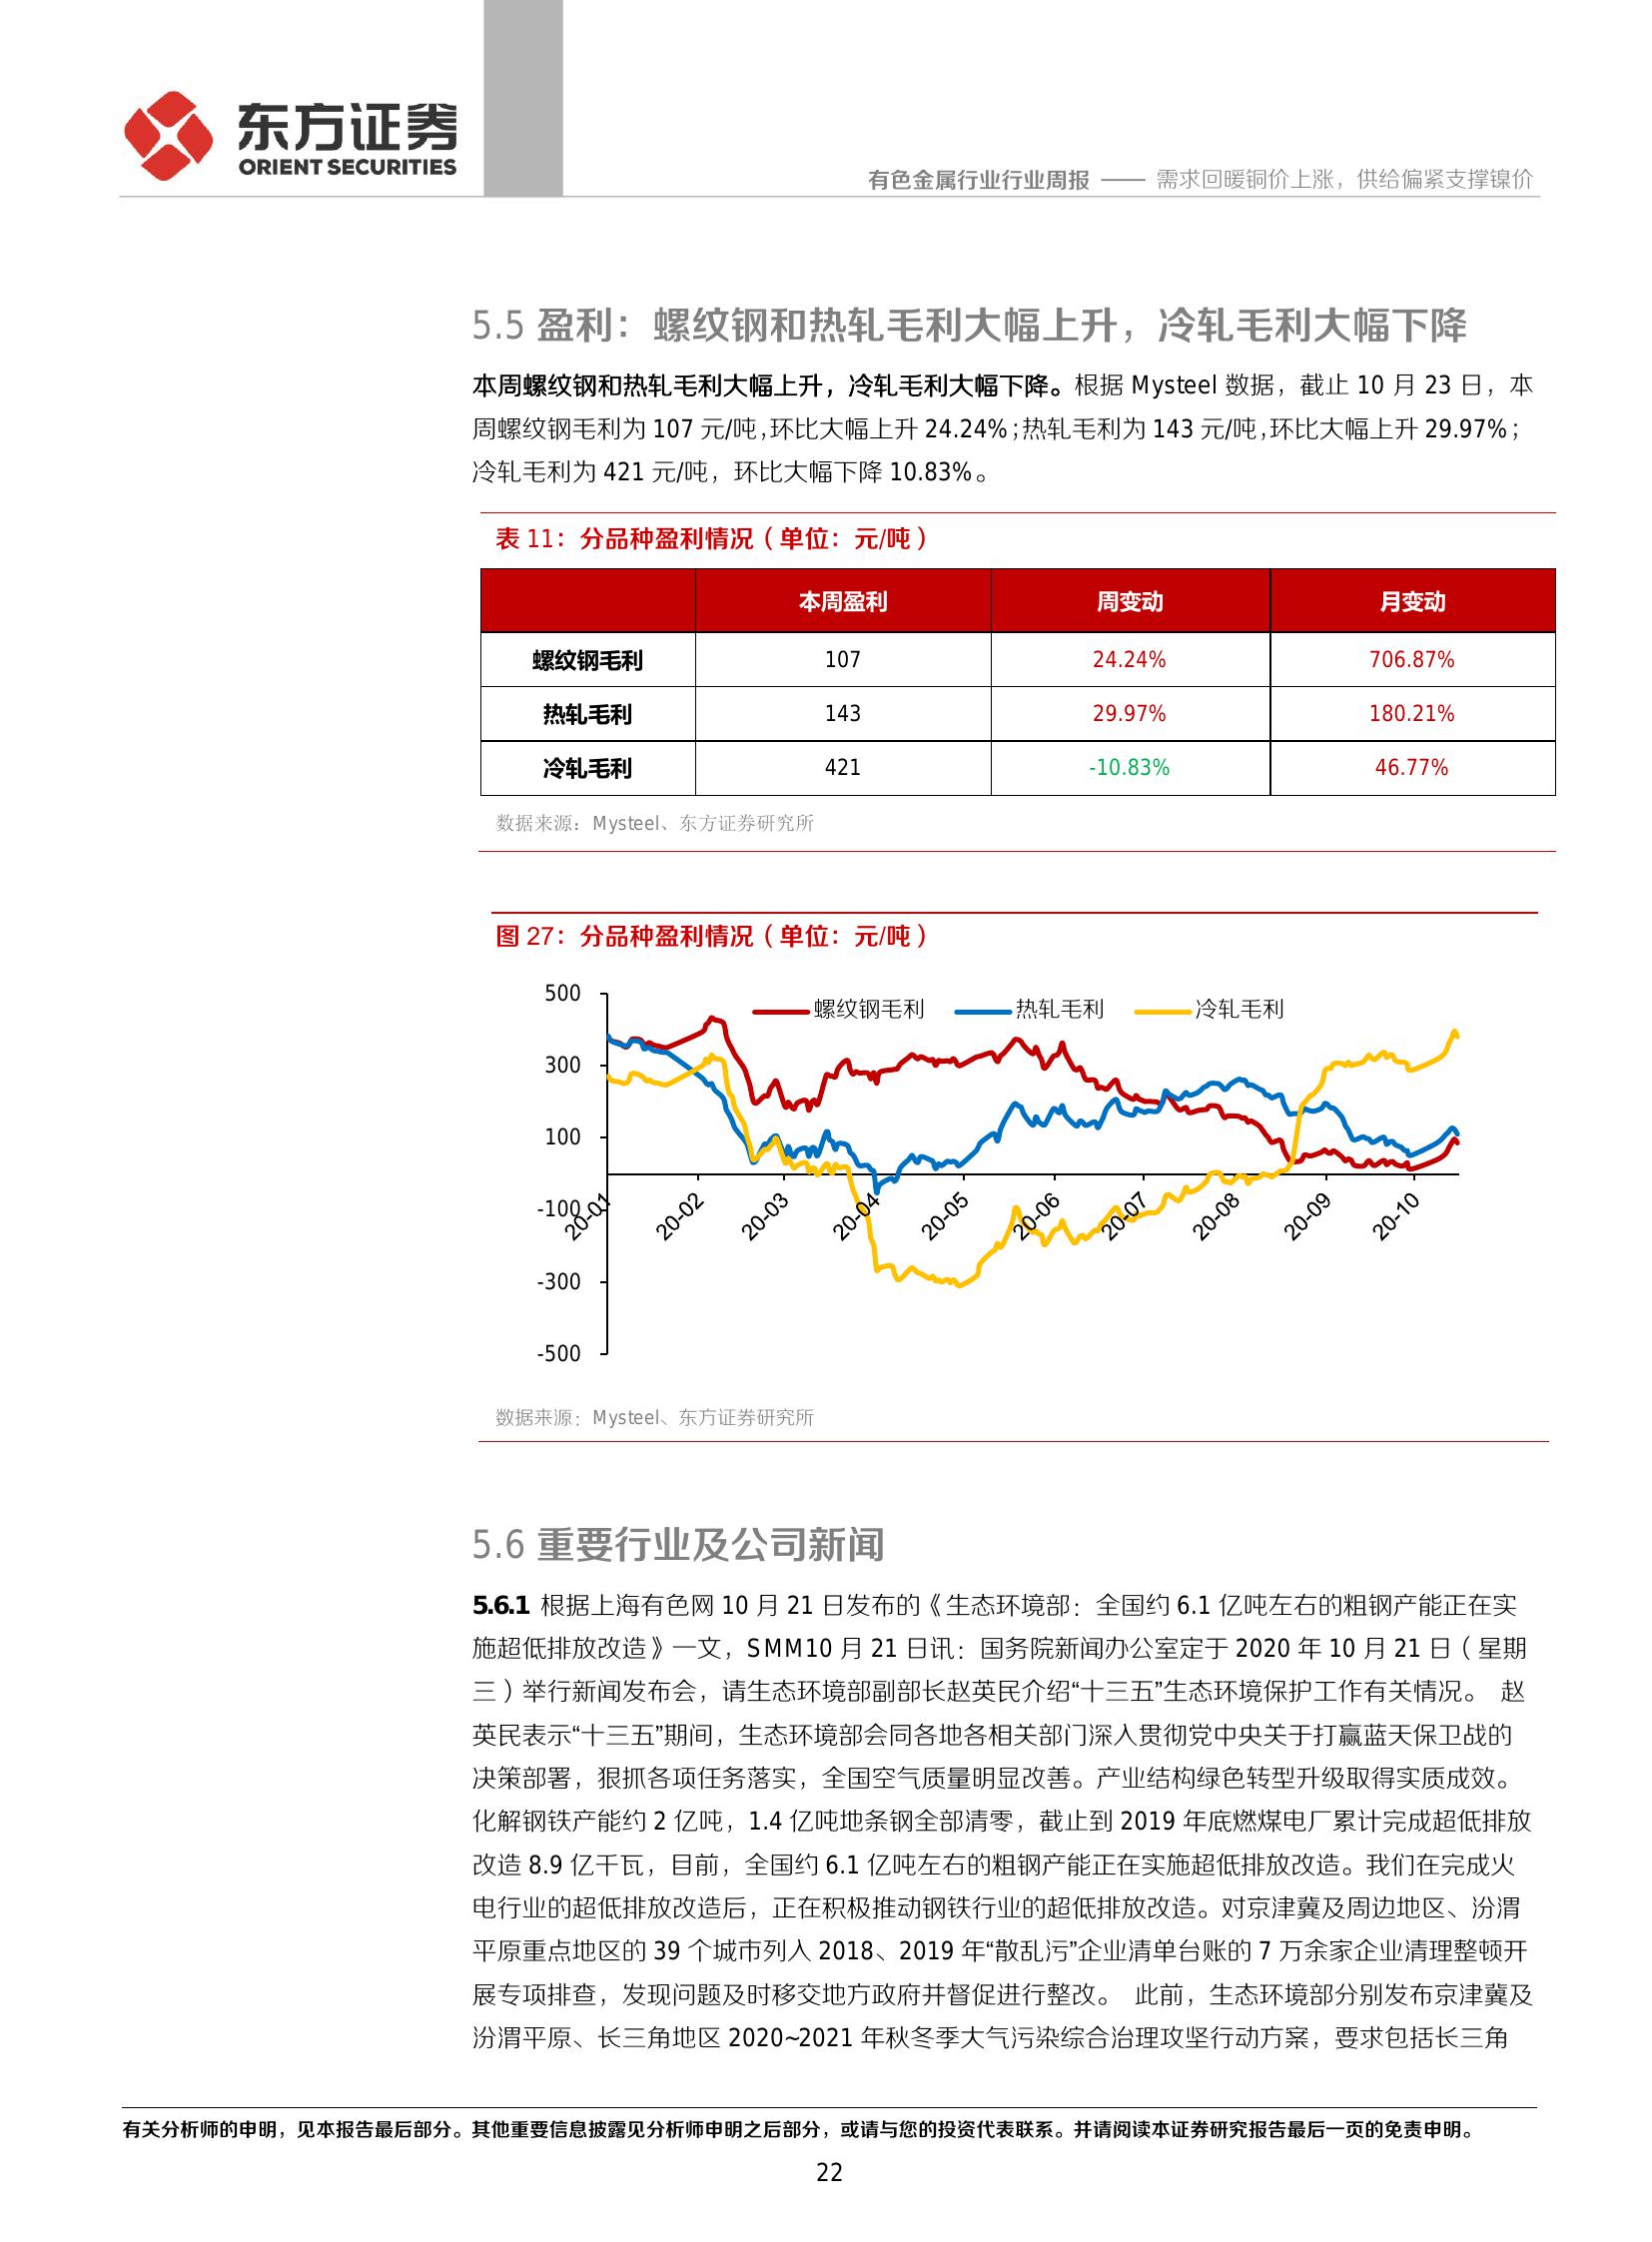 东方证券
ORIENT SECURITIES
有色金属行业行业周报 —— 需求回暖铜价上涨，供给偏紧支撑镍价
5.5 盈利：螺纹钢和热轧毛利大幅上升，冷轧毛利大幅下降
本周螺纹钢和热轧毛利大幅上升，冷轧毛利大幅下降。根据 Mysteel 数据，截止 10 月 23 日，本
周螺纹钢毛利为 107 元/吨，环比大幅上升 24.24%；热轧毛利为 143 元/吨，环比大幅上升 29.97%；
冷轧毛利为 421 元/吨，环比大幅下降 10.83%。
表 11：分品种盈利情况（单位：元/吨）
本周盈利 周变动 月变动
螺纹钢毛利 107 24.24% 706.87%
热轧毛利 143 29.97% 180.21%
冷轧毛利 421 -10.83% 46.77%
数据来源：Mysteel、东方证券研究所
图 27：分品种盈利情况（单位：元/吨）
螺纹钢毛利 热轧毛利 冷轧毛利
500
300
100
-100
-300
-500
20-01 20-02 20-03 20-04 20-05 20-06 20-07 20-08 20-09 20-10
数据来源：Mysteel、东方证券研究所
5.6 重要行业及公司新闻
5.6.1 根据上海有色网 10 月 21 日发布的《生态环境部：全国约 6.1 亿吨左右的粗钢产能正在实
施超低排放改造》一文，SMM10 月 21 日讯：国务院新闻办公室定于 2020 年 10 月 21 日（星期
三）举行新闻发布会，请生态环境部副部长赵英民介绍“十三五”生态环境保护工作有关情况。 赵
英民表示“十三五”期间，生态环境部会同各地各相关部门深入贯彻党中央关于打赢蓝天保卫战的
决策部署，狠抓各项任务落实，全国空气质量明显改善。产业结构绿色转型升级取得实质成效。
化解钢铁产能约 2 亿吨，1.4 亿吨地条钢全部清零，截止到 2019 年底燃煤电厂累计完成超低排放
改造 8.9 亿千瓦，目前，全国约 6.1 亿吨左右的粗钢产能正在实施超低排放改造。我们在完成火
电行业的超低排放改造后，正在积极推动钢铁行业的超低排放改造。对京津冀及周边地区、汾渭
平原重点地区的 39 个城市列入 2018、2019 年“散乱污”企业清单台账的 7 万余家企业清理整顿开
展专项排查，发现问题及时移交地方政府并督促进行整改。 此前，生态环境部分别发布京津冀及
汾渭平原、长三角地区 2020~2021 年秋冬季大气污染综合治理攻坚行动方案，要求包括长三角
有关分析师的申明，见本报告最后部分。其他重要信息披露见分析师申明之后部分，或请与您的投资代表联系。并请阅读本证券研究报告最后一页的免责申明。
22